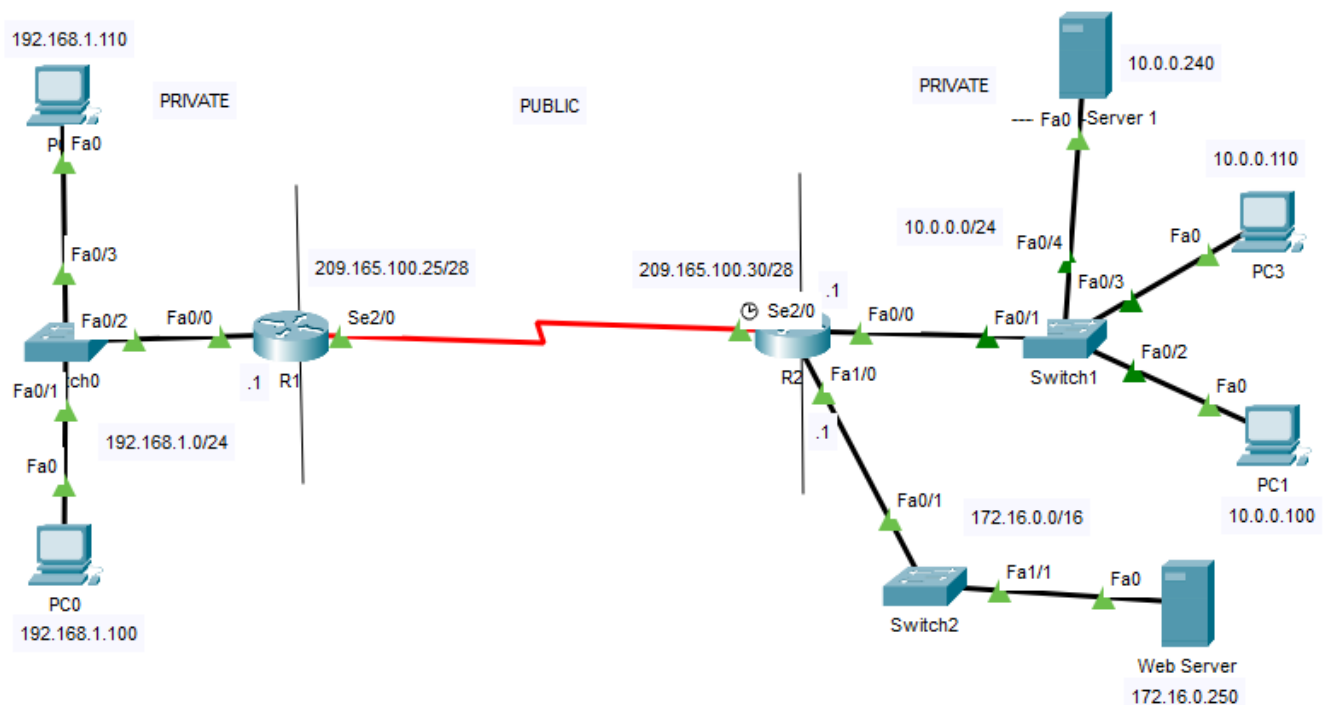 192.168.1.110
PRIVATE
PUBLIC
PRIVATE
10.0.0.240
Fa0
Fa0
-Server 1
10.0.0.110
10.0.0.0/24
Fa0/4
Fa0
Fa0/3
209.165.100.25/28
209.165.100.30/28
Fa0/3
PC3
.1
Fa0/2
Fa0/0
Se2/0
Se2/0
Fa0/0
Fa0/1
Fa0/1
tch0
.1
R1
R2
Switch1
Fa0/2
Fa1/0
Fa0
192.168.1.0/24
.1
Fa0
PC1
Fa0/1
172.16.0.0/16
10.0.0.100
Fa1/1
Fa0
PC0
Switch2
192.168.1.100
Web Server
172.16.0.250